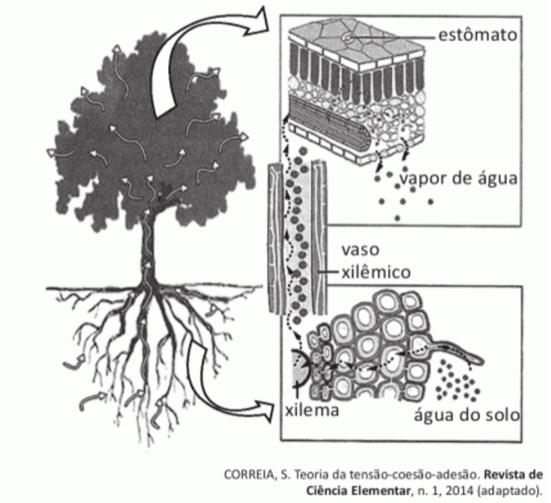 estômato
vapor de água
vaso
xilêmico
xilema
água do solo
CORREIA, S. Teoria da tensão-coesão-adesão. Revista de
Ciência Elementar, n. 1, 2014 (adaptado).